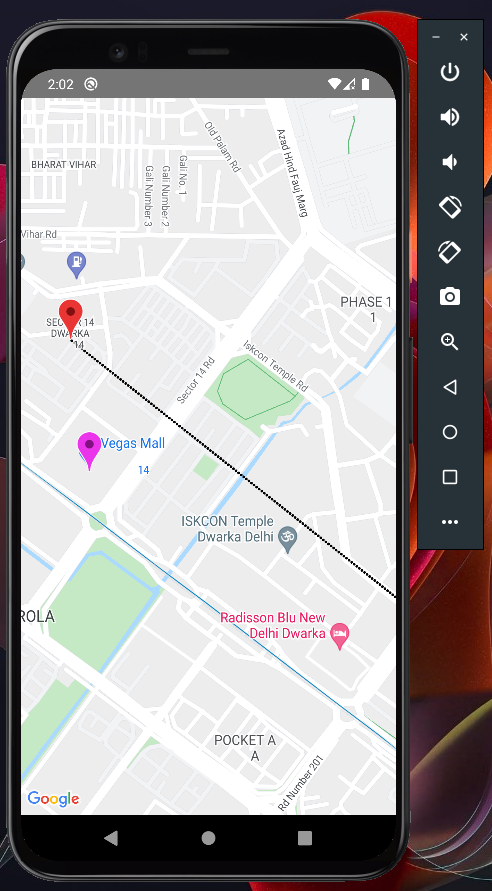 2:02
Old Palam Rd
Azad Hind Fauj Marg
BHARAT VIHAR
Gali No. 1
Gali Number 2
Gali Number 3
Vihar Rd
PHASE 1
1
SECTOR 14
DWARKA
14
Iskcon Temple Rd
Sector 14 Rd
Vegas Mall
14
ISKCON Temple
Dwarka Delhi
ROLA
Radisson Blu New
Delhi Dwarka
POCKET A
A
Rd Number 201
Google